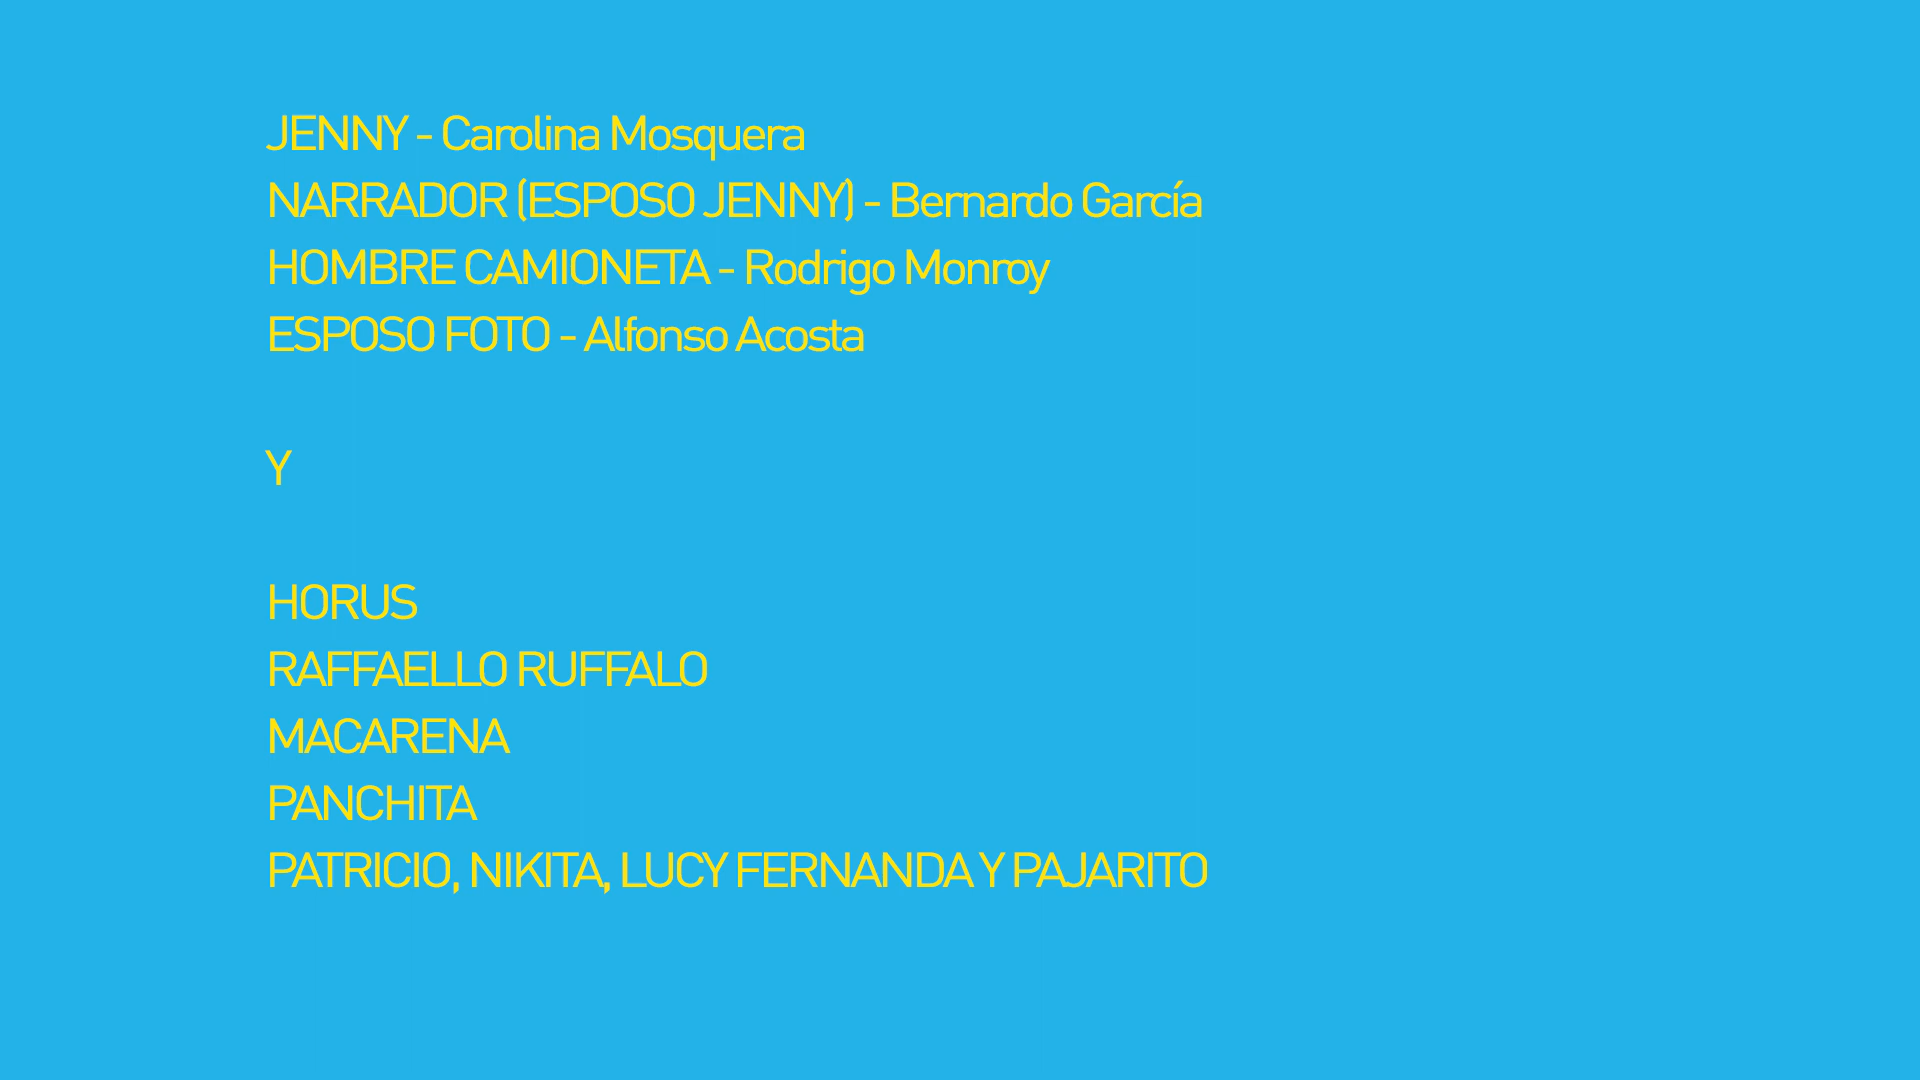 JENNY - Carolina Mosquera
NARRADOR (ESPOSO JENNY) - Bernardo García
HOMBRE CAMIONETA - Rodrigo Monroy
ESPOSO FOTO - Alfonso Acosta
Y
HORUS
RAFFAELLO RUFFALO
MACARENA
PANCHITA
PATRICIO, NIKITA, LUCY FERNANDA Y PAJARITO